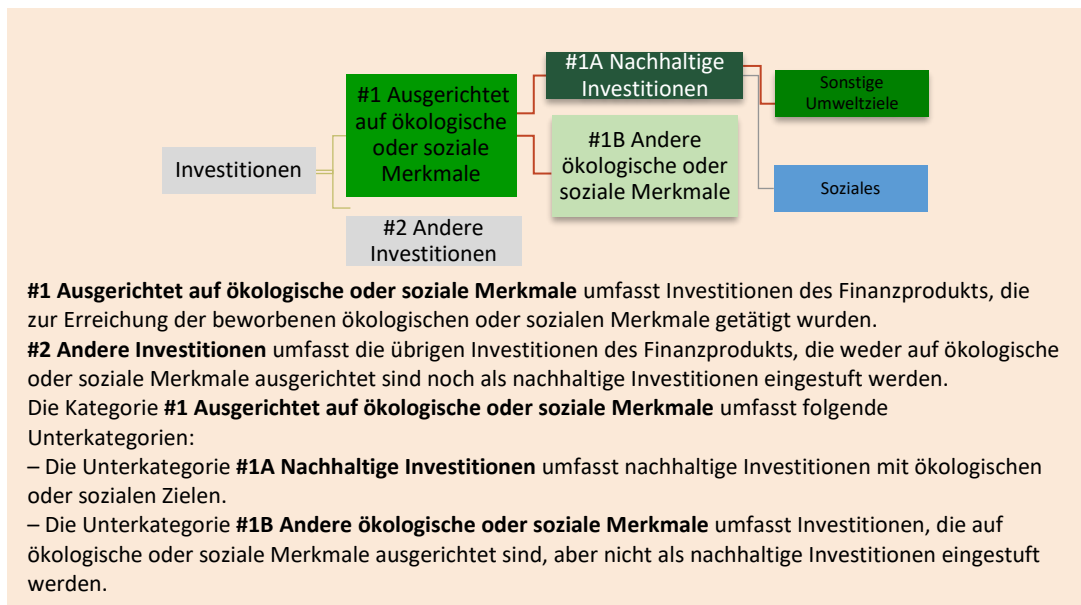 #1A Nachhaltige
Investitionen
Sonstige
Umweltziele
#1 Ausgerichtet
auf ökologische
oder soziale
Merkmale
#1B Andere
ökologische oder
soziale Merkmale
Investitionen
Soziales
#2 Andere
Investitionen
#1 Ausgerichtet auf ökologische oder soziale Merkmale umfasst Investitionen des Finanzprodukts, die
zur Erreichung der beworbenen ökologischen oder sozialen Merkmale getätigt wurden.
#2 Andere Investitionen umfasst die übrigen Investitionen des Finanzprodukts, die weder auf ökologische
oder soziale Merkmale ausgerichtet sind noch als nachhaltige Investitionen eingestuft werden.
Die Kategorie #1 Ausgerichtet auf ökologische oder soziale Merkmale umfasst folgende
Unterkategorien:
– Die Unterkategorie #1A Nachhaltige Investitionen umfasst nachhaltige Investitionen mit ökologischen
oder sozialen Zielen.
– Die Unterkategorie #1B Andere ökologische oder soziale Merkmale umfasst Investitionen, die auf
ökologische oder soziale Merkmale ausgerichtet sind, aber nicht als nachhaltige Investitionen eingestuft
werden.